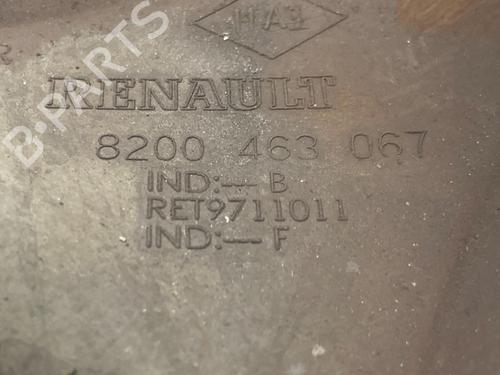 RENAULT
8200 463 067
IND:-- B
RET9711011
IND:-- F
B-PARTS